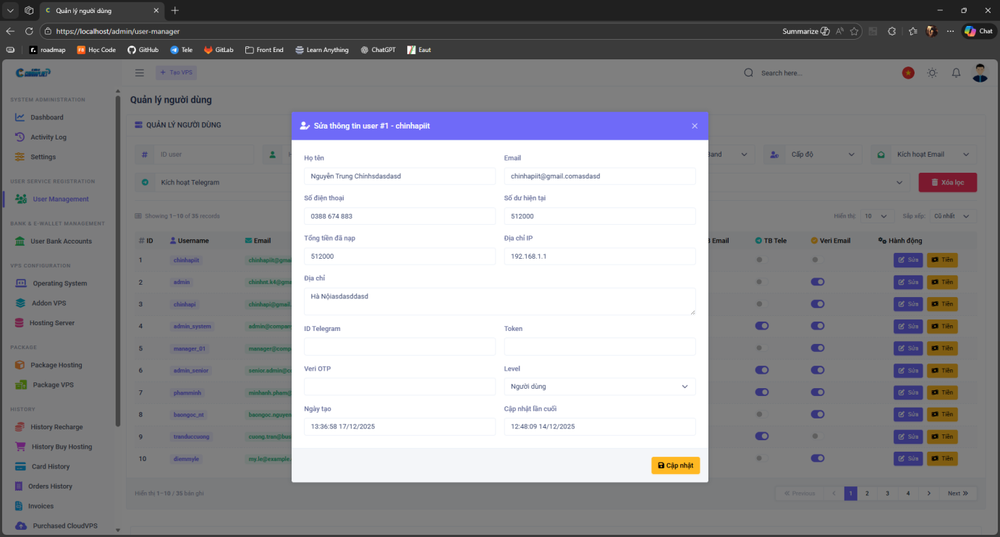 Quản lý người dùng
https://localhost/admin/user-manager
Summarize
Chat
roadmap
F8 Học Code
GitHub
Tele
GitLab
Front End
Learn Anything
ChatGPT
Eaut
CHINHAPI.NET
+ Tạo VPS
Search here...
SYSTEM ADMINISTRATION
Dashboard
Activity Log
Settings
USER SERVICE REGISTRATION
User Management
BANK & E-WALLET MANAGEMENT
User Bank Accounts
VPS CONFIGURATION
Operating System
Addon VPS
Hosting Server
PACKAGE
Package Hosting
Package VPS
HISTORY
History Recharge
History Buy Hosting
Card History
Orders History
Invoices
Purchased CloudVPS
Quản lý người dùng
QUẢN LÝ NGƯỜI DÙNG
# ID user
H
Band
Cấp độ
Kích hoạt Email
Kích hoạt Telegram
Xóa lọc
Showing 1–10 of 35 records
Hiển thị: 10
Sắp xếp: Cũ nhất
# ID Username Email
Email TB Tele Veri Email Hành động
1 chinhapiit chinhapiit@gmai Sửa Tiền
2 admin chinhnt.k4@gma Sửa Tiền
3 chinhapi chinhapi@gmail. Sửa Tiền
4 admin_system admin@company Sửa Tiền
5 manager_01 manager@comp Sửa Tiền
6 admin_senior senior.admin@c Sửa Tiền
7 phamminh minhanh.pham@ Sửa Tiền
8 baongoc_nt baongoc.nguyen Sửa Tiền
9 tranduccuong cuong.tran@bus Sửa Tiền
10 diemmyle my.le@example. Sửa Tiền
Hiển thị 1–10 / 35 bản ghi
Previous 1 2 3 4 Next
Sửa thông tin user #1 - chinhapiit
Họ tên
Nguyễn Trung Chínhsdasdasd
Email
chinhapiit@gmail.comasdasd
Số điện thoại
0388 674 883
Số dư hiện tại
512000
Tổng tiền đã nạp
512000
Địa chỉ IP
192.168.1.1
Địa chỉ
Hà Nộiasdasddasd
ID Telegram
Token
Veri OTP
Level
Người dùng
Ngày tạo
13:36:58 17/12/2025
Cập nhật lần cuối
12:48:09 14/12/2025
Cập nhật